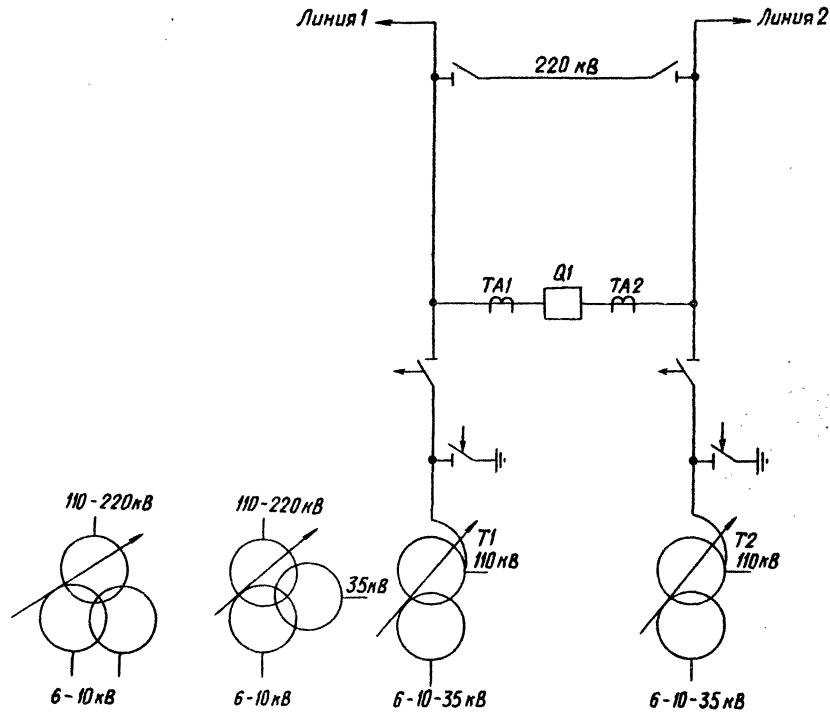 Линия 1
Линия 2
220 кВ
TA1
Q1
TA2
110-220кВ
110-220кВ
T1
110кВ
T2
110кВ
35кВ
6-10кВ
6-10кВ
6-10-35кВ
6-10-35кВ